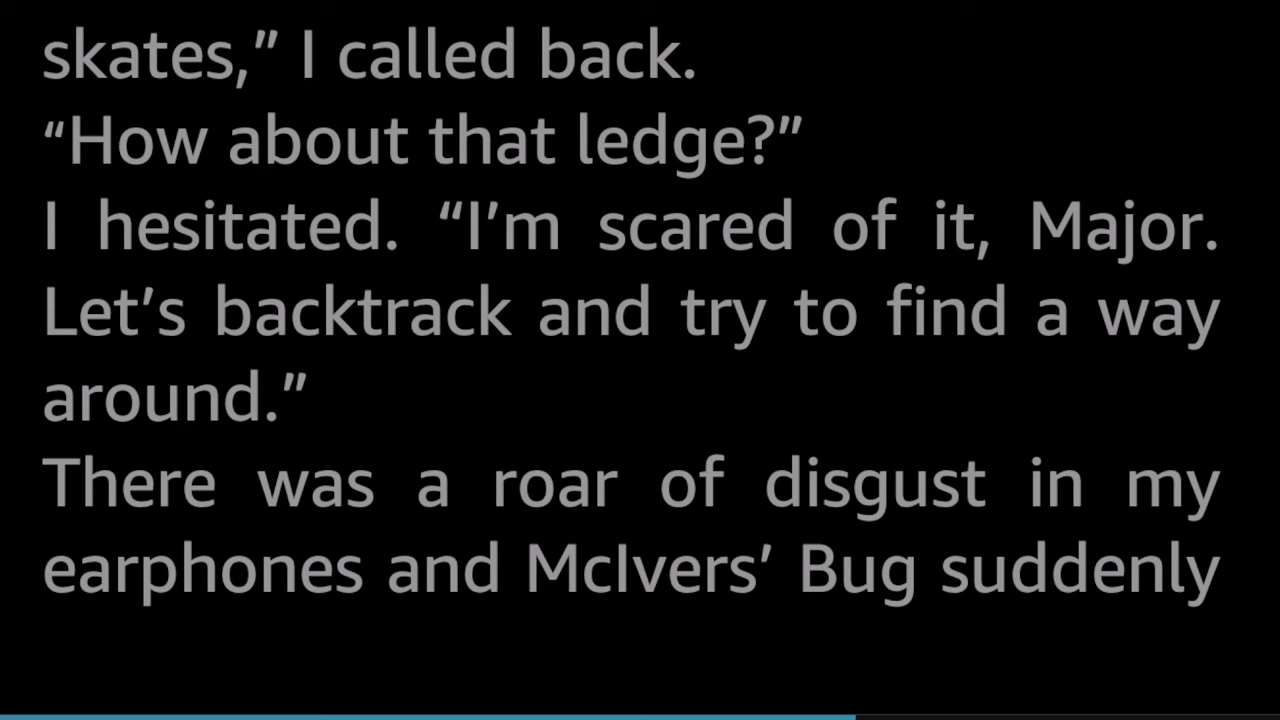 skates,” I called back.
“How about that ledge?”
I hesitated. “I’m scared of it, Major.
Let’s backtrack and try to find a way
around.”
There was a roar of disgust in my
earphones and McIvers’ Bug suddenly